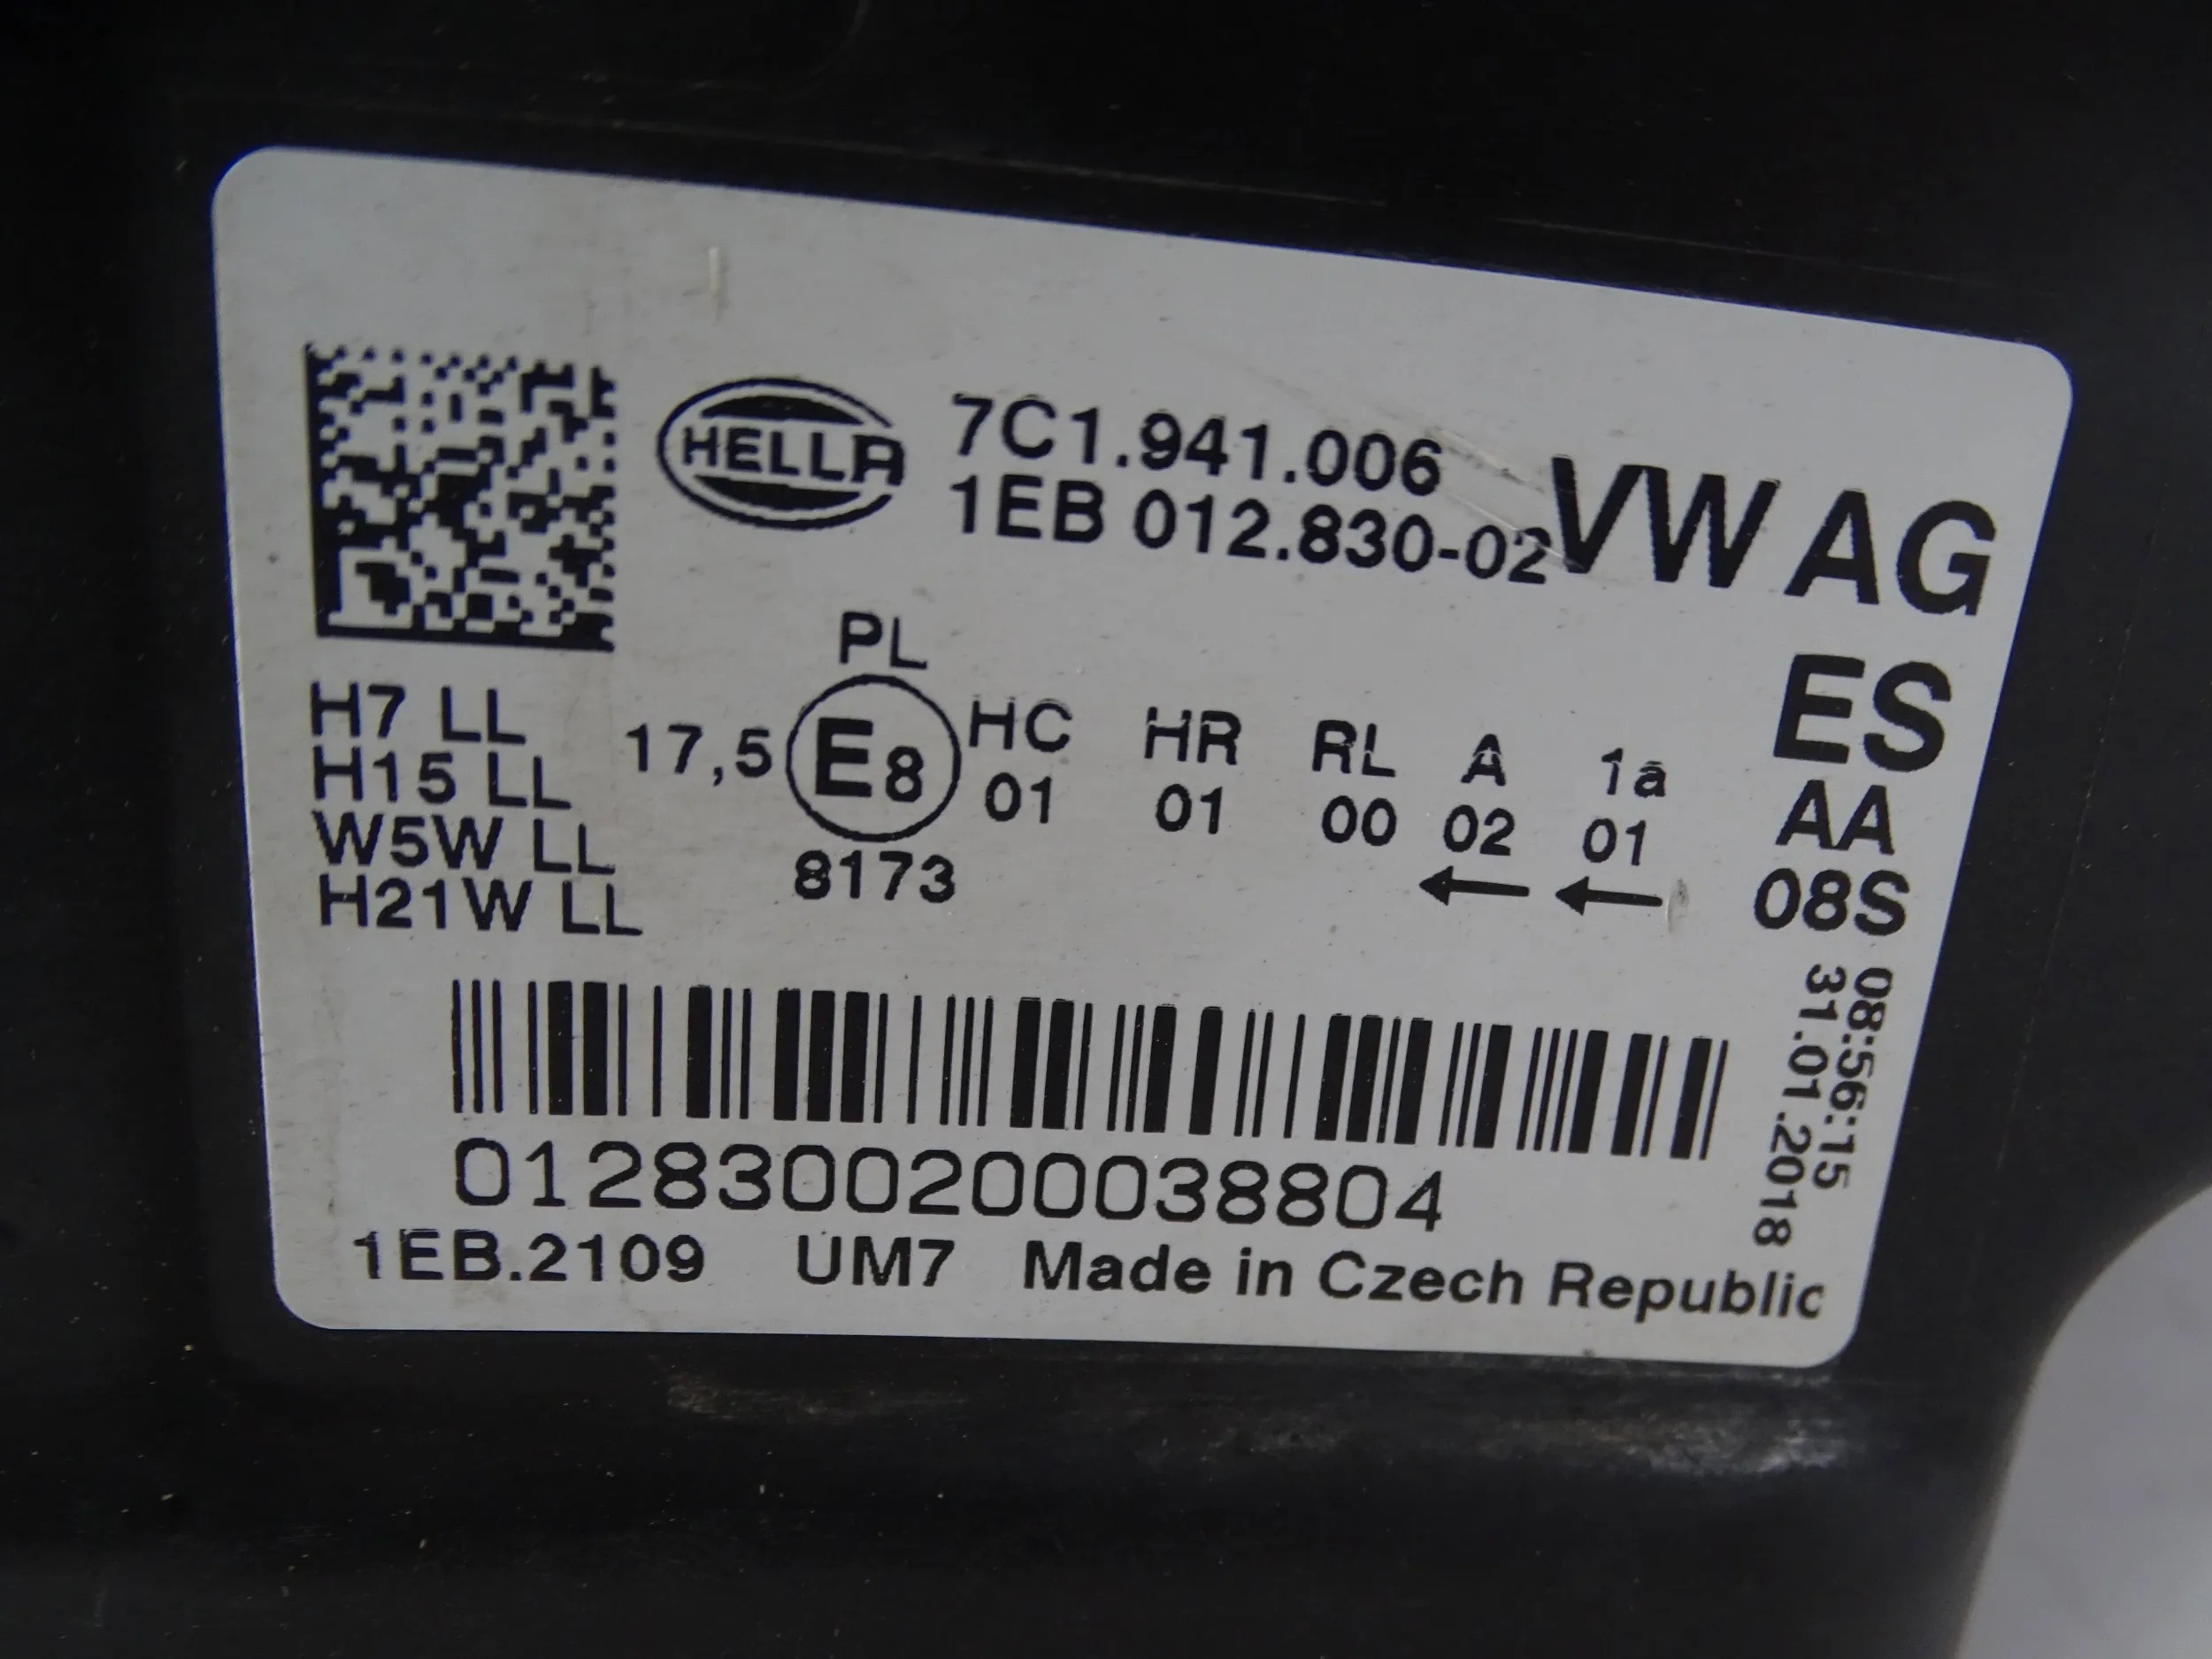 HELLA
7C1.941.006
1EB 012.830-02
VW AG
PL
ES
H7 LL
17,5 E8 HC HR RL A 1a
H15 LL
01 01 00 02 01
AA
W5W LL
8173
08S
H21W LL
08:56:15
31.01.2018
0128300200038804
1EB.2109 UM7 Made in Czech Republic